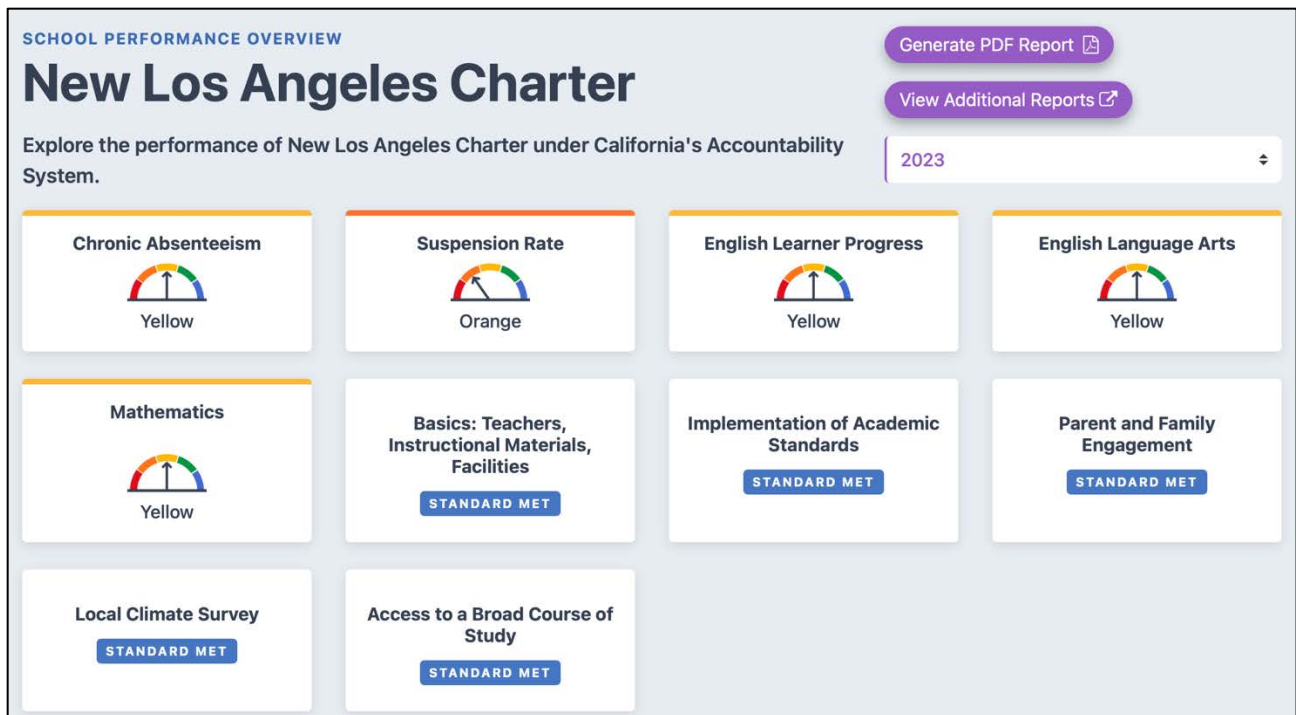 SCHOOL PERFORMANCE OVERVIEW
New Los Angeles Charter
Explore the performance of New Los Angeles Charter under California's Accountability
System.
Generate PDF Report
View Additional Reports
2023
Chronic Absenteeism
Yellow
Suspension Rate
Orange
English Learner Progress
Yellow
English Language Arts
Yellow
Mathematics
Yellow
Basics: Teachers,
Instructional Materials,
Facilities
STANDARD MET
Implementation of Academic
Standards
STANDARD MET
Parent and Family
Engagement
STANDARD MET
Local Climate Survey
STANDARD MET
Access to a Broad Course of
Study
STANDARD MET